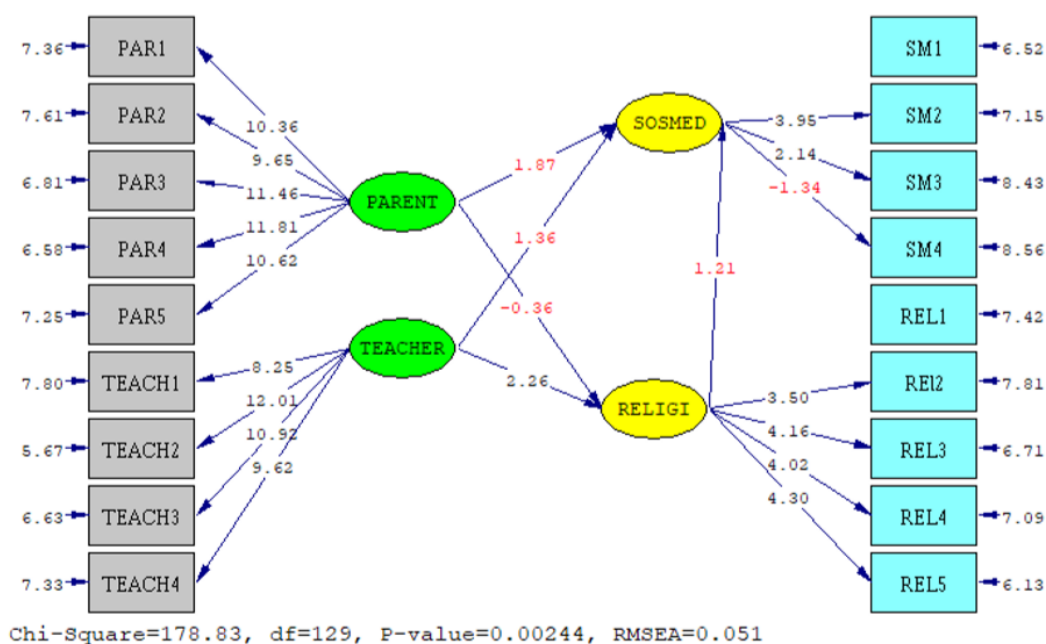 7.36 PAR1
7.61 PAR2
6.81 PAR3
6.58 PAR4
7.25 PAR5
7.80 TEACH1
5.67 TEACH2
6.63 TEACH3
7.33 TEACH4
10.36
9.65
11.46
11.81
10.62
8.25
12.01
10.92
9.62
PARENT
TEACHER
1.87
1.36
-0.36
2.26
SOSMED
1.21
RELIGI
3.95
2.14
-1.34
3.50
4.16
4.02
4.30
SM1 6.52
SM2 7.15
SM3 8.43
SM4 8.56
REL1 7.42
REl2 7.81
REL3 6.71
REL4 7.09
REL5 6.13
Chi-Square=178.83, df=129, P-value=0.00244, RMSEA=0.051